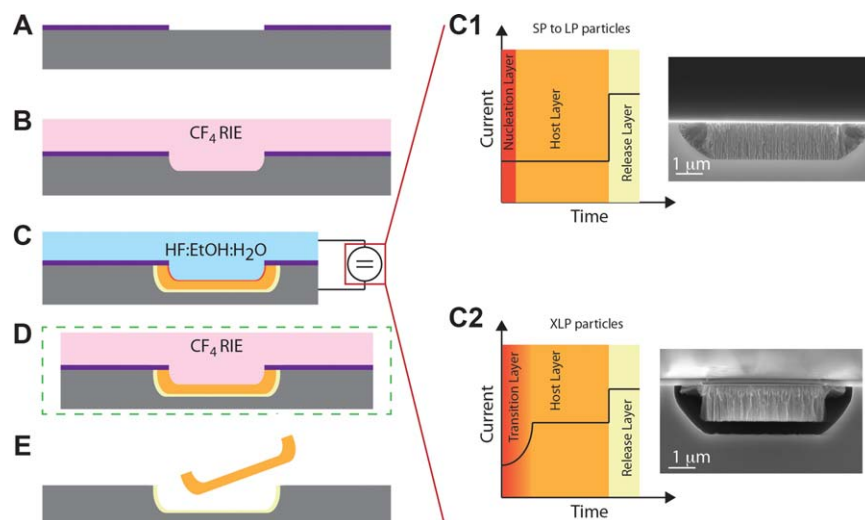 A
B
CF4 RIE
C
HF:EtOH:H2O
D
CF4 RIE
E
C1
SP to LP particles
Current
Nucleation Layer
Host Layer
Release Layer
Time
1 µm
C2
XLP particles
Current
Transition Layer
Host Layer
Release Layer
Time
1 µm